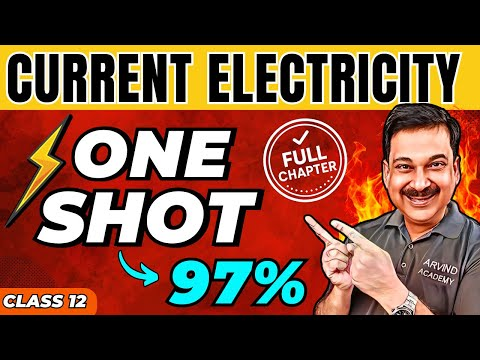 CURRENT ELECTRICITY
ONE
SHOT
FULL
CHAPTER
97%
ARVIND
ACADEMY
CLASS 12